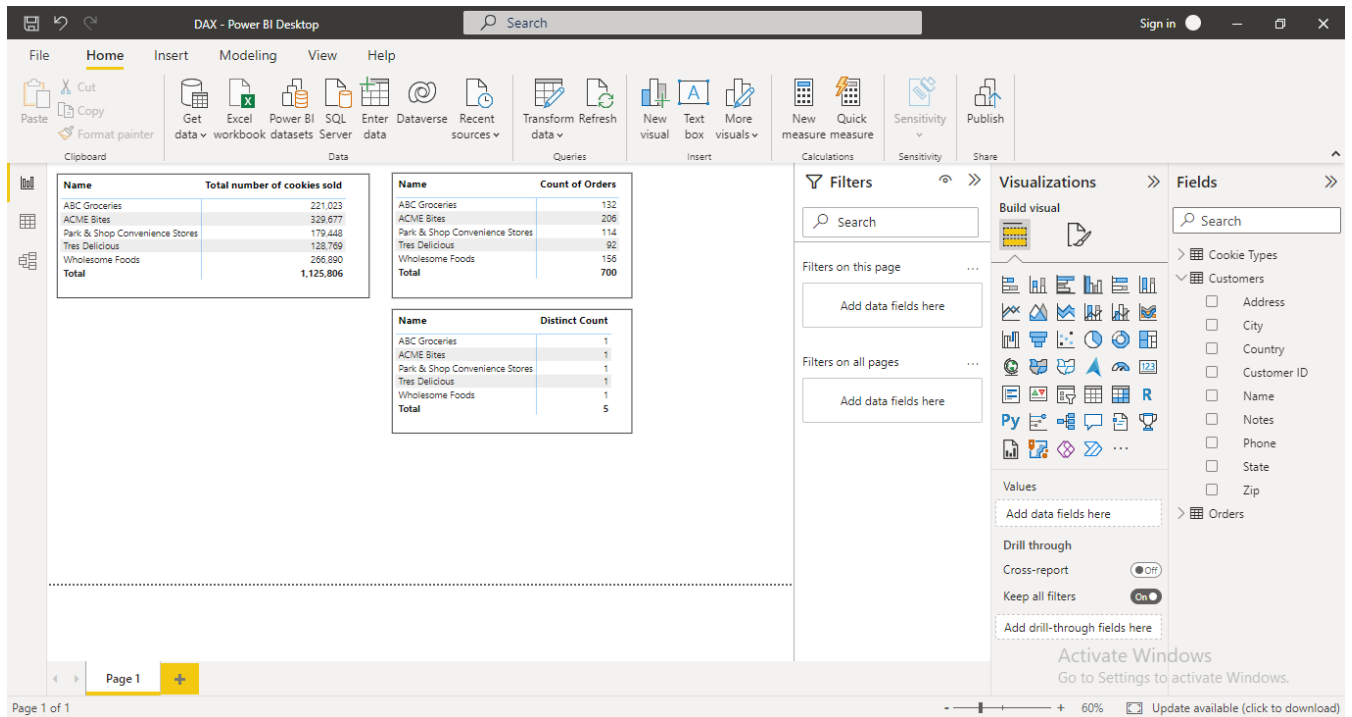 DAX - Power BI Desktop
Search
Sign in
File Home Insert Modeling View Help
Paste
Cut
Copy
Format painter
Clipboard
Get data
Excel workbook
Power BI datasets
SQL Server
Enter data
Dataverse
Recent sources
Data
Transform data
Refresh
Queries
New visual
Text box
More visuals
Insert
New measure
Quick measure
Calculations
Sensitivity
Sensitivity
Publish
Share
Name Total number of cookies sold
ABC Groceries 221,023
ACME Bites 329,677
Park & Shop Convenience Stores 179,448
Tres Delicious 128,769
Wholesome Foods 266,890
Total 1,125,806
Name Count of Orders
ABC Groceries 132
ACME Bites 206
Park & Shop Convenience Stores 114
Tres Delicious 92
Wholesome Foods 156
Total 700
Name Distinct Count
ABC Groceries 1
ACME Bites 1
Park & Shop Convenience Stores 1
Tres Delicious 1
Wholesome Foods 1
Total 5
Filters
Search
Filters on this page ...
Add data fields here
Filters on all pages ...
Add data fields here
Visualizations
Build visual
123
R
Py
...
Values
Add data fields here
Drill through
Cross-report Off
Keep all filters On
Add drill-through fields here
Fields
Search
Cookie Types
Customers
Address
City
Country
Customer ID
Name
Notes
Phone
State
Zip
Orders
Activate Windows
Go to Settings to activate Windows.
Page 1 +
Page 1 of 1
- + 60%
Update available (click to download)